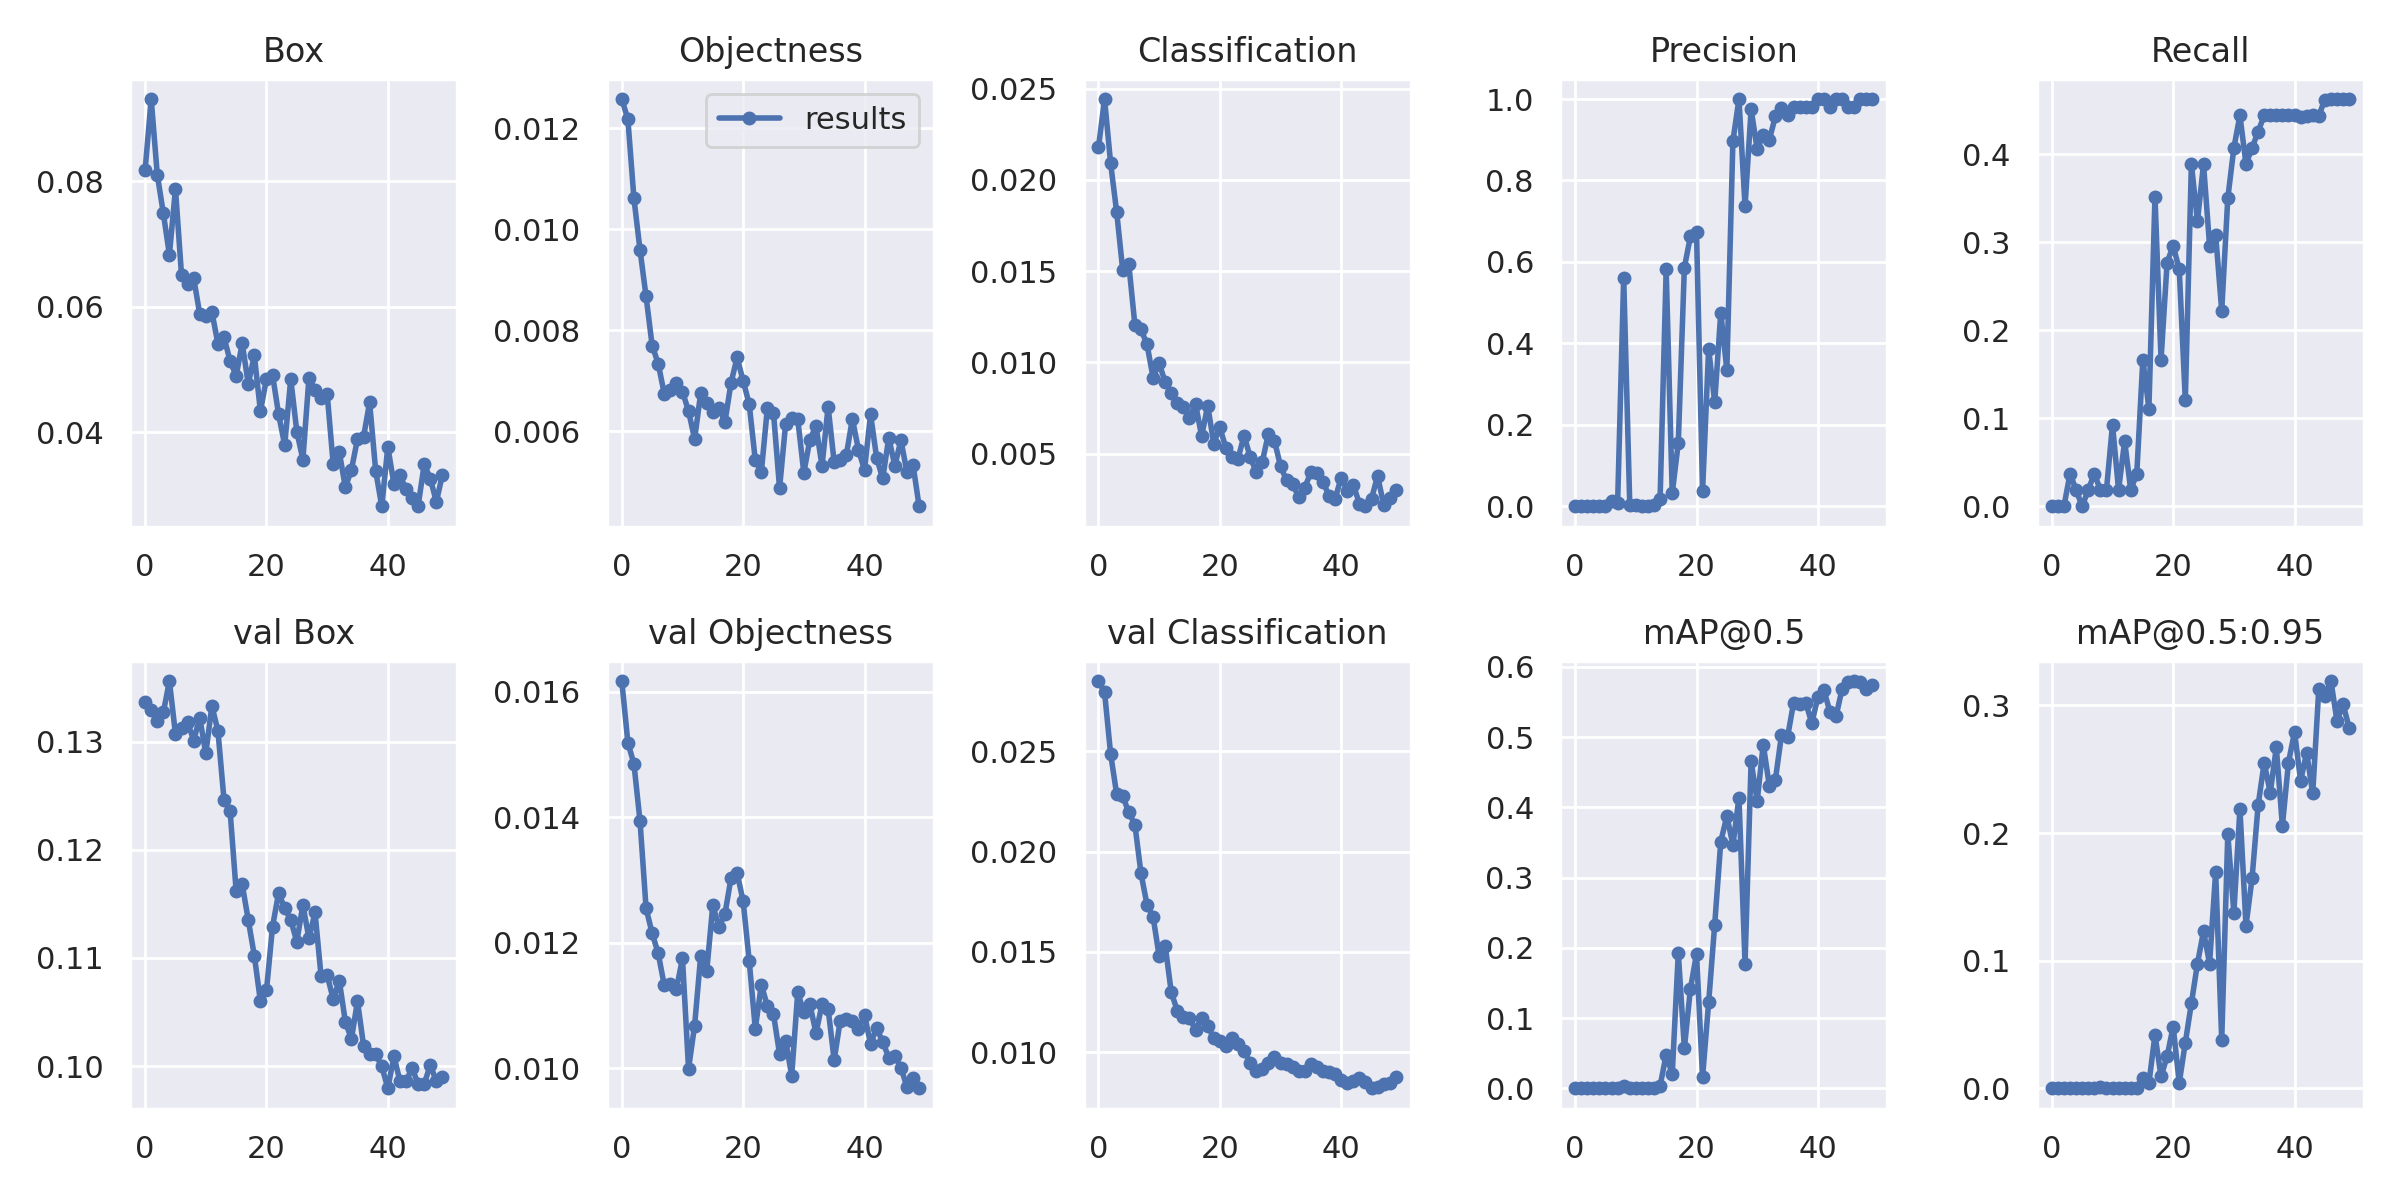 Box
0.08
0.06
0.04
0 20 40
Objectness
results
0.012
0.010
0.008
0.006
0 20 40
Classification
0.025
0.020
0.015
0.010
0.005
0 20 40
Precision
1.0
0.8
0.6
0.4
0.2
0.0
0 20 40
Recall
0.4
0.3
0.2
0.1
0.0
0 20 40
val Box
0.13
0.12
0.11
0.10
0 20 40
val Objectness
0.016
0.014
0.012
0.010
0 20 40
val Classification
0.025
0.020
0.015
0.010
0 20 40
mAP@0.5
0.6
0.5
0.4
0.3
0.2
0.1
0.0
0 20 40
mAP@0.5:0.95
0.3
0.2
0.1
0.0
0 20 40